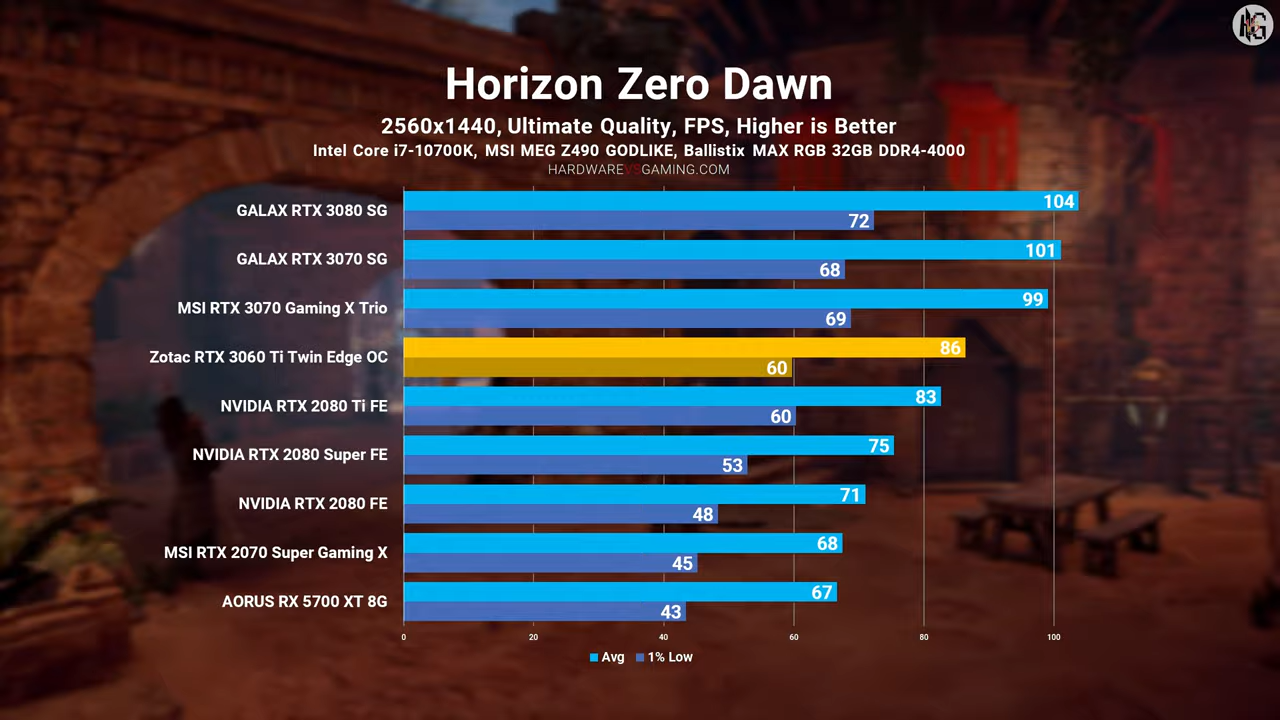 Horizon Zero Dawn
2560x1440, Ultimate Quality, FPS, Higher is Better
Intel Core i7-10700K, MSI MEG Z490 GODLIKE, Ballistix MAX RGB 32GB DDR4-4000
HARDWAREVSGAMING.COM
GALAX RTX 3080 SG 104
72
GALAX RTX 3070 SG 101
68
MSI RTX 3070 Gaming X Trio 99
69
Zotac RTX 3060 Ti Twin Edge OC 86
60
NVIDIA RTX 2080 Ti FE 83
60
NVIDIA RTX 2080 Super FE 75
53
NVIDIA RTX 2080 FE 71
48
MSI RTX 2070 Super Gaming X 68
45
AORUS RX 5700 XT 8G 67
43
0 20 40 60 80 100
Avg 1% Low